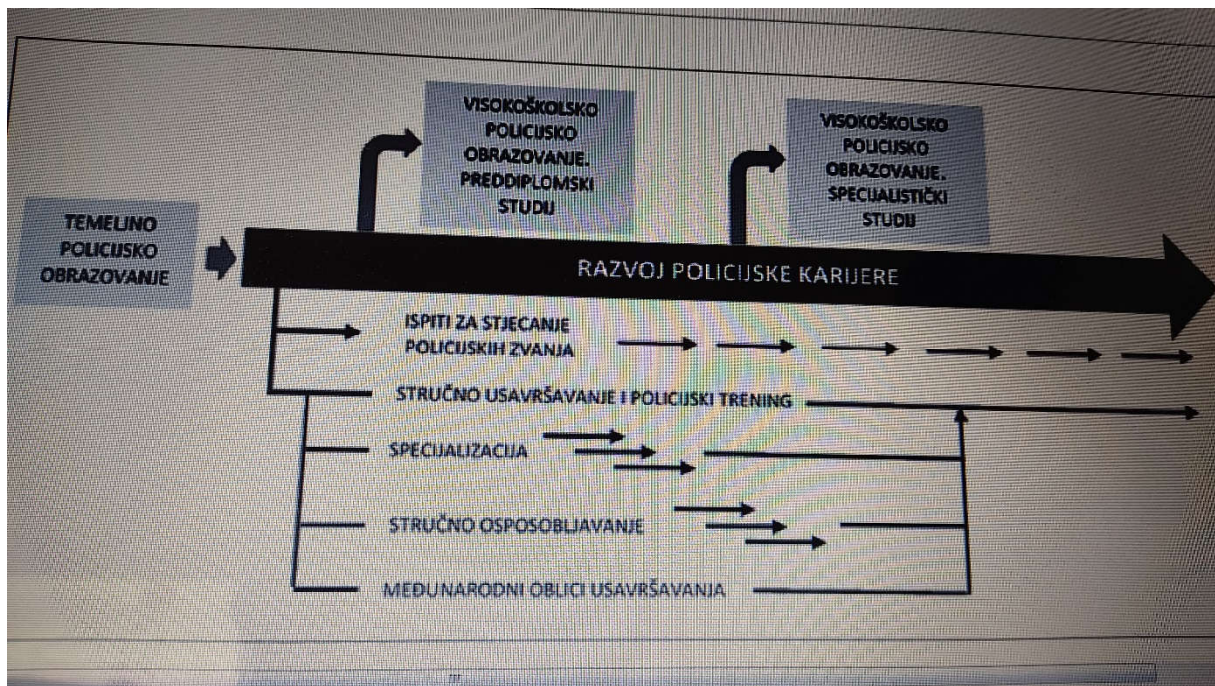 VISOKOŠKOLSKO
POLICIJSKO
OBRAZOVANJE.
PREDDIPLOMSKI
STUDIJ
VISOKOŠKOLSKO
POLICIJSKO
OBRAZOVANJE.
SPECIJALISTIČKI
STUDIJ
TEMELJNO
POLICIJSKO
OBRAZOVANJE
RAZVOJ POLICIJSKE KARIJERE
ISPITI ZA STJECANJE
POLICIJSKIH ZVANJA
STRUČNO USAVRŠAVANJE I POLICIJSKI TRENING
SPECIJALIZACIJA
STRUČNO OSPOSOBLJAVANJE
MEĐUNARODNI OBLICI USAVRŠAVANJA